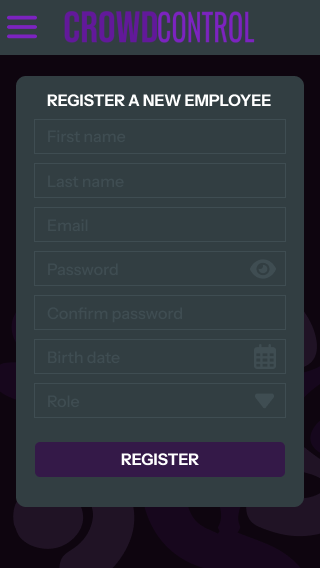 CROWDCONTROL
REGISTER A NEW EMPLOYEE
First name
Last name
Email
Password
Confirm password
Birth date
Role
REGISTER